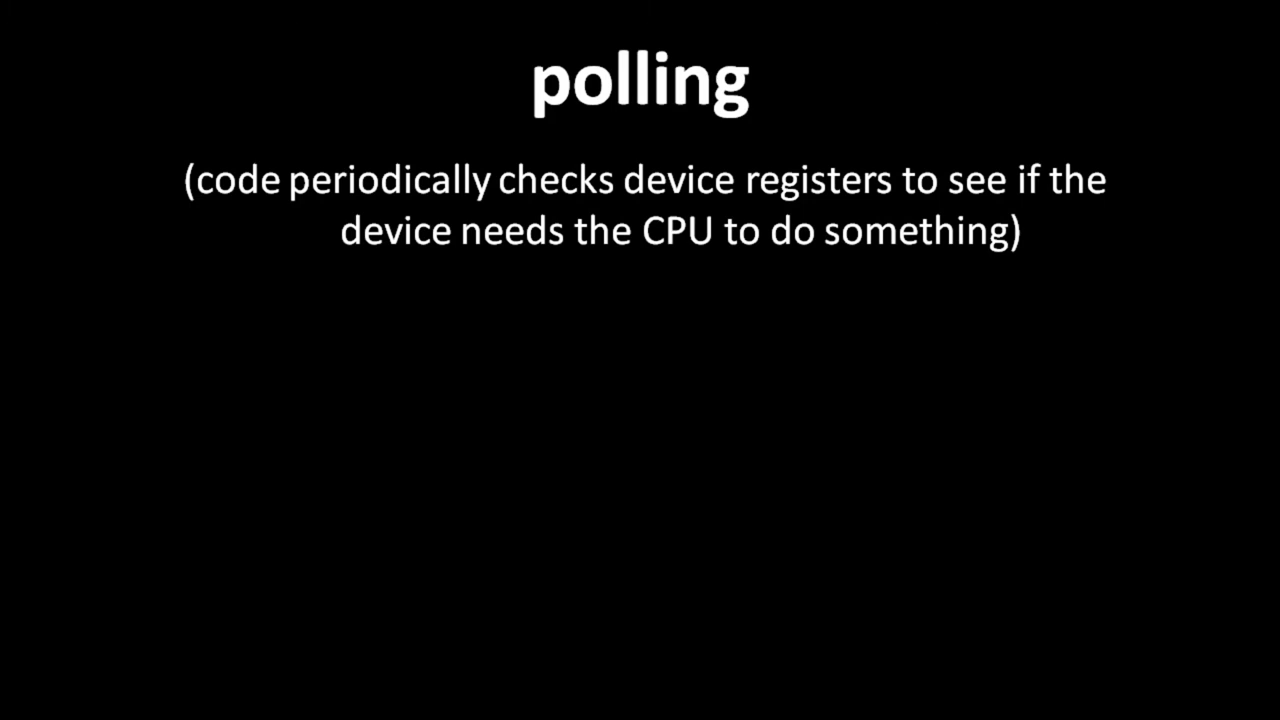 polling
(code periodically checks device registers to see if the
device needs the CPU to do something)